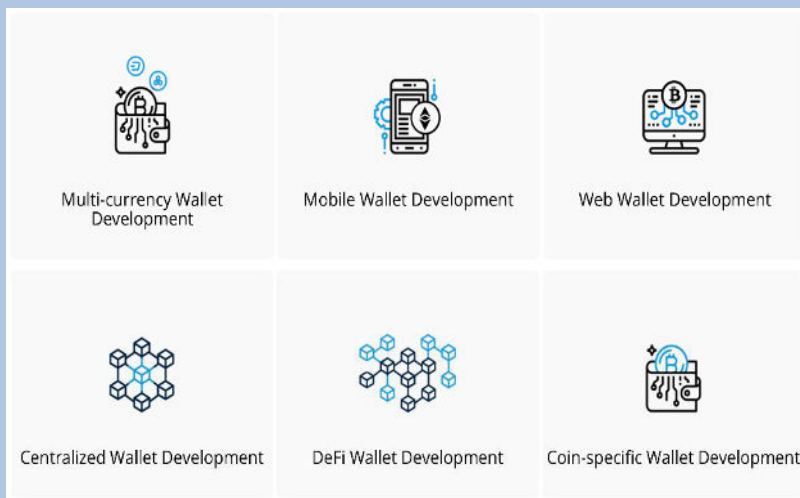 Multi-currency Wallet
Development
Mobile Wallet Development
Web Wallet Development
Centralized Wallet Development
DeFi Wallet Development
Coin-specific Wallet Development